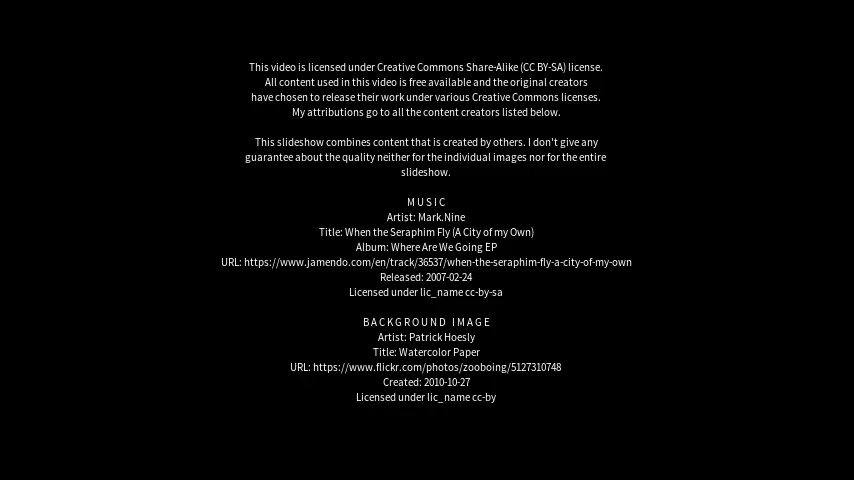 This video is licensed under Creative Commons Share-Alike (CC BY-SA) license.
All content used in this video is free available and the original creators
have chosen to release their work under various Creative Commons licenses.
My attributions go to all the content creators listed below.
This slideshow combines content that is created by others. I don't give any
guarantee about the quality neither for the individual images nor for the entire
slideshow.
MUSIC
Artist: Mark.Nine
Title: When the Seraphim Fly (A City of my Own)
Album: Where Are We Going EP
URL: https://www.jamendo.com/en/track/36537/when-the-seraphim-fly-a-city-of-my-own
Released: 2007-02-24
Licensed under lic_name cc-by-sa
BACKGROUND IMAGE
Artist: Patrick Hoesly
Title: Watercolor Paper
URL: https://www.flickr.com/photos/zooboing/5127310748
Created: 2010-10-27
Licensed under lic_name cc-by